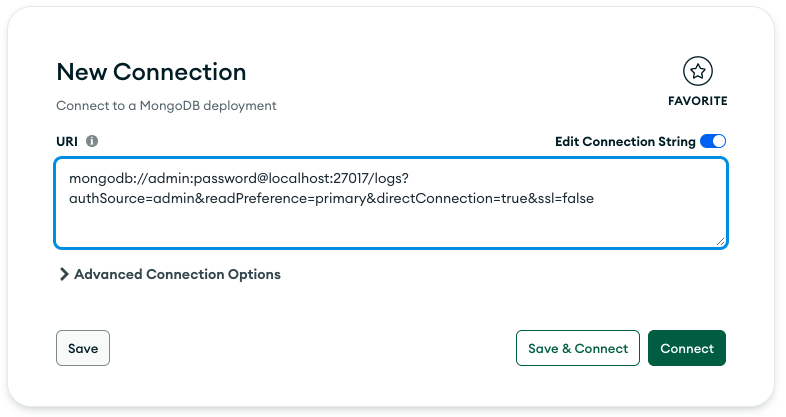 New Connection
Connect to a MongoDB deployment
FAVORITE
URI
Edit Connection String
mongodb://admin:password@localhost:27017/logs?
authSource=admin&readPreference=primary&directConnection=true&ssl=false
Advanced Connection Options
Save
Save & Connect
Connect